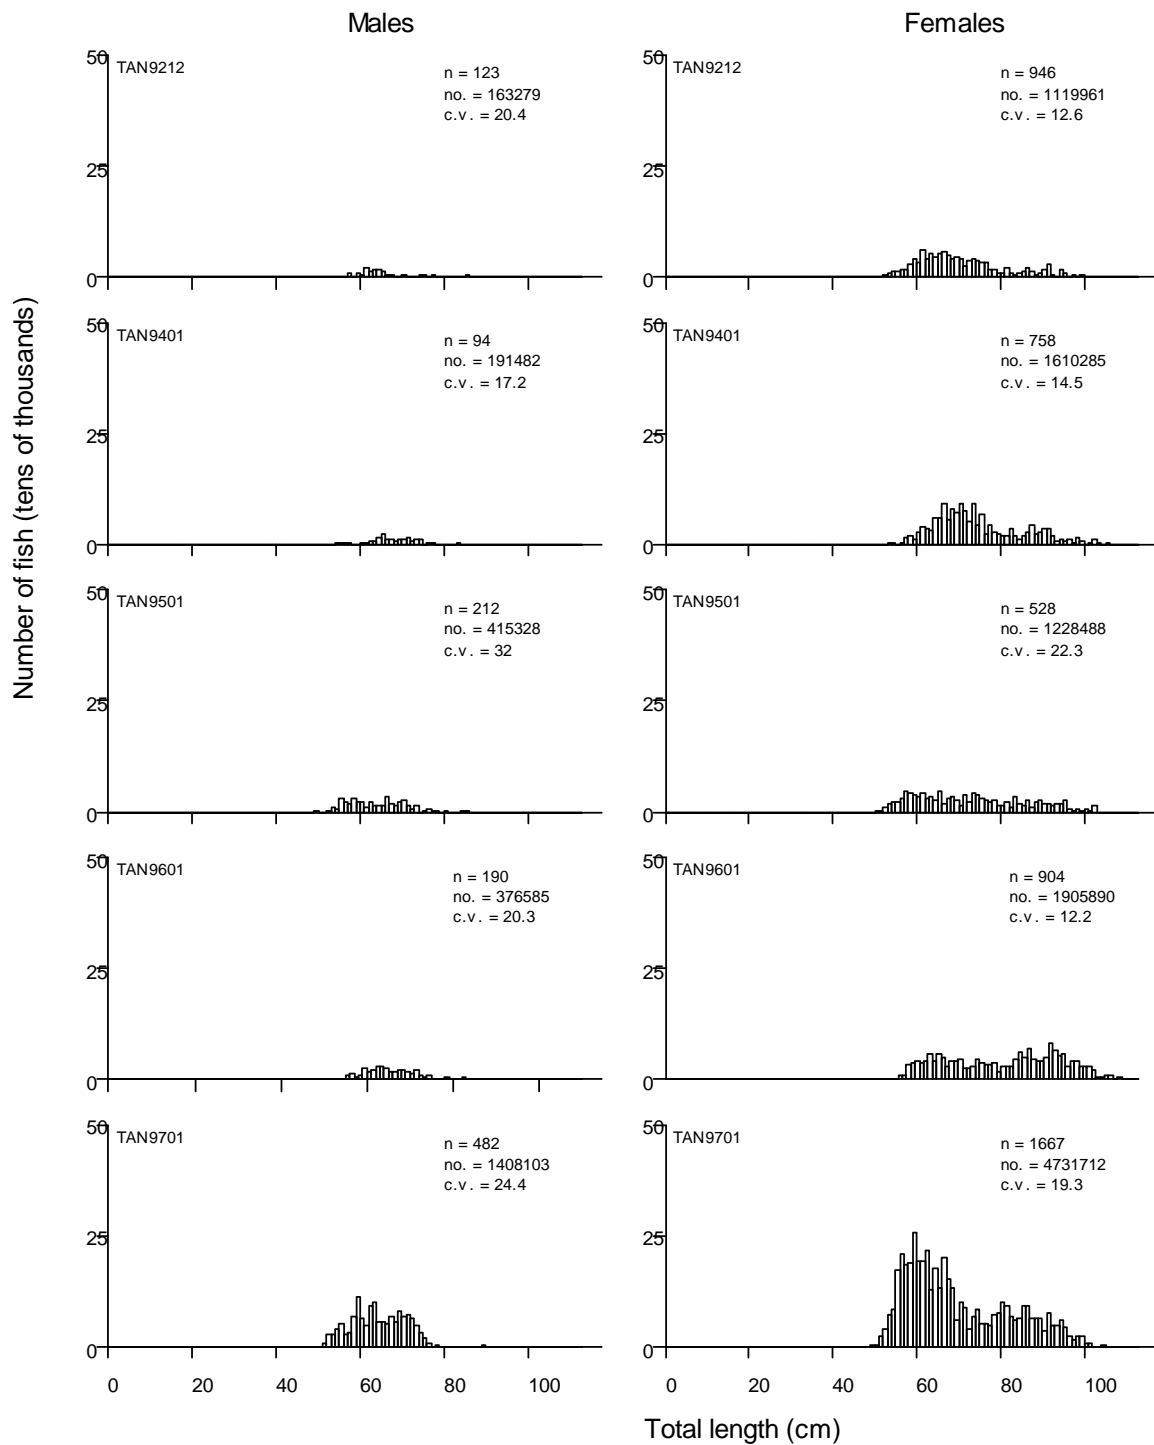 Males Females
50 TAN9212 n = 123 50 TAN9212 n = 946
no. = 163279 no. = 1119961
c.v. = 20.4 c.v. = 12.6
25 25
0 0
50 TAN9401 n = 94 50 TAN9401 n = 758
no. = 191482 no. = 1610285
c.v. = 17.2 c.v. = 14.5
25 25
0 0
50 TAN9501 n = 212 50 TAN9501 n = 528
no. = 415328 no. = 1228488
c.v. = 32 c.v. = 22.3
25 25
0 0
50 TAN9601 n = 190 50 TAN9601 n = 904
no. = 376585 no. = 1905890
c.v. = 20.3 c.v. = 12.2
25 25
0 0
50 TAN9701 n = 482 50 TAN9701 n = 1667
no. = 1408103 no. = 4731712
c.v. = 24.4 c.v. = 19.3
25 25
0 0
0 20 40 60 80 100 0 20 40 60 80 100
Total length (cm)
Number of fish (tens of thousands)